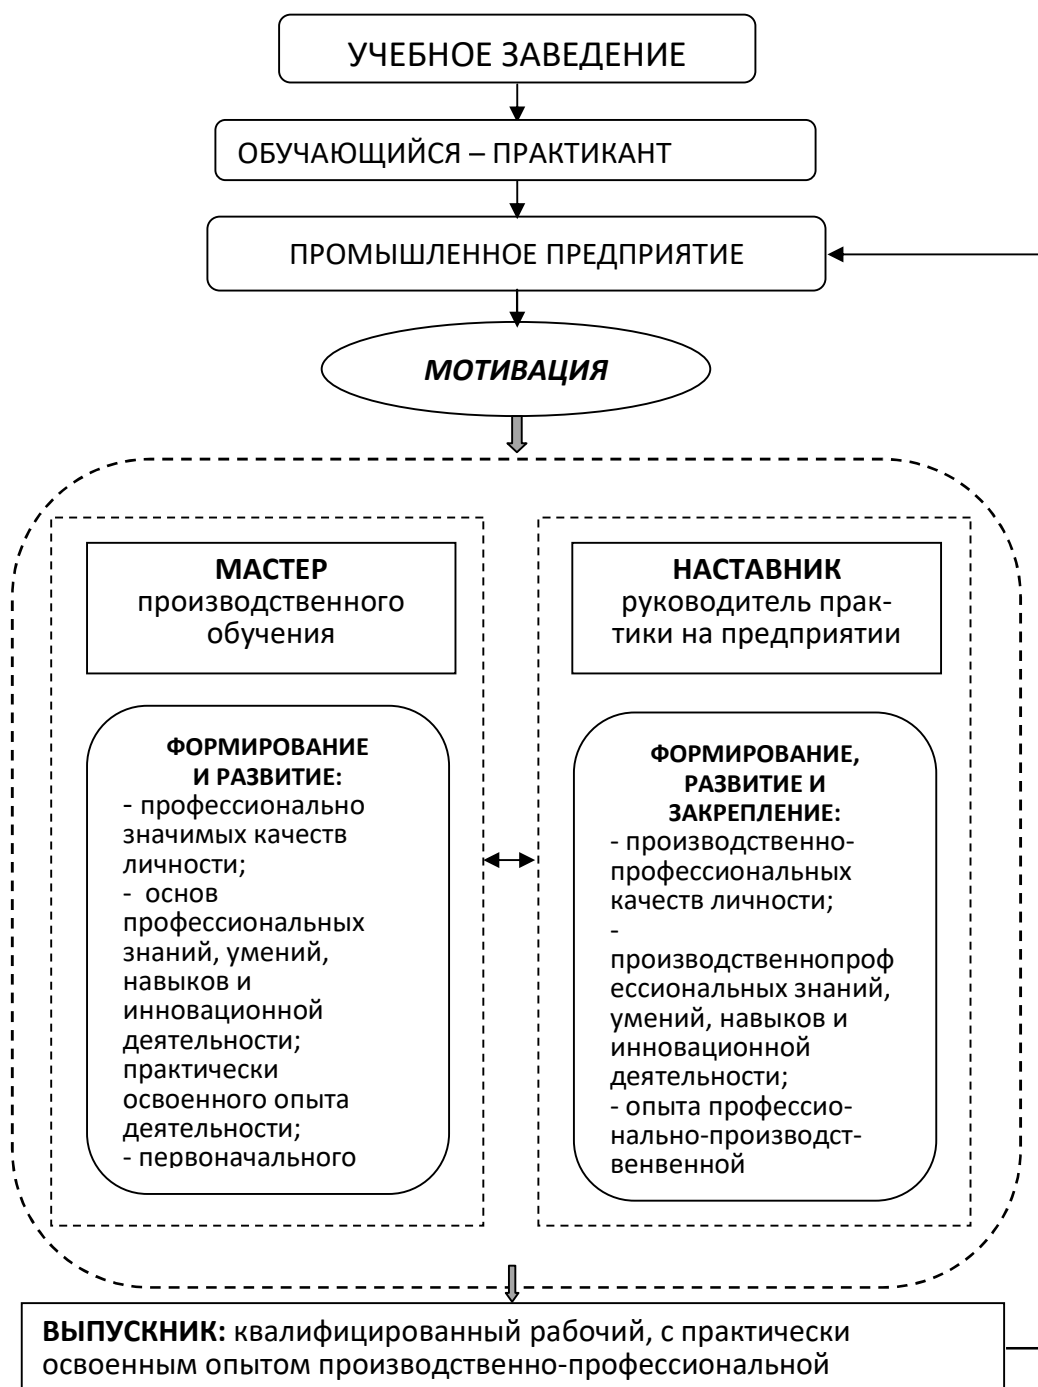 УЧЕБНОЕ ЗАВЕДЕНИЕ
ОБУЧАЮЩИЙСЯ – ПРАКТИКАНТ
ПРОМЫШЛЕННОЕ ПРЕДПРИЯТИЕ
МОТИВАЦИЯ
МАСТЕР
производственного
обучения
ФОРМИРОВАНИЕ
И РАЗВИТИЕ:
- профессионально
значимых качеств
личности;
- основ
профессиональных
знаний, умений,
навыков и
инновационной
деятельности;
практически
освоенного опыта
деятельности;
- первоначального
НАСТАВНИК
руководитель прак-
тики на предприятии
ФОРМИРОВАНИЕ,
РАЗВИТИЕ И
ЗАКРЕПЛЕНИЕ:
- производственно-
профессиональных
качеств личности;
-
производственнопроф
ессиональных знаний,
умений, навыков и
инновационной
деятельности;
- опыта профессио-
нально-производст-
венвенной
ВЫПУСКНИК: квалифицированный рабочий, с практически
освоенным опытом производственно-профессиональной